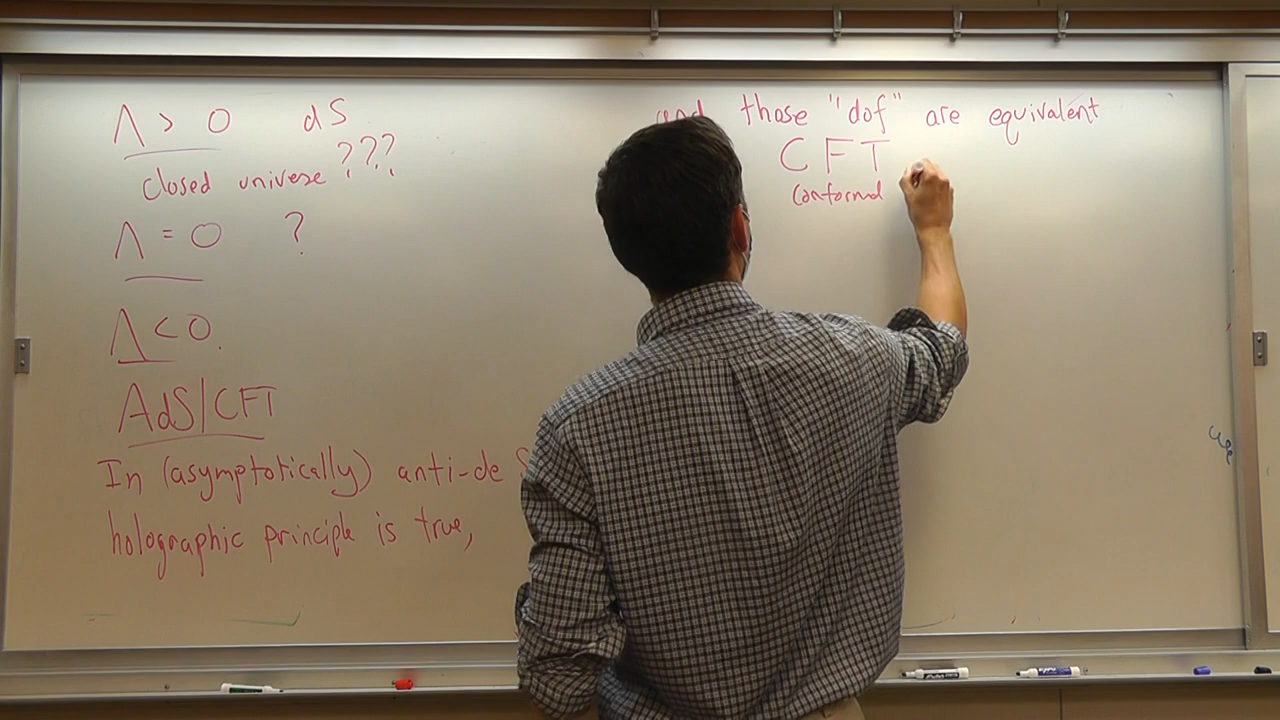 Λ > 0 dS
closed universe ???
Λ = 0 ?
Λ < 0.
AdS/CFT
In (asymptotically) anti-de S
holographic principle is true,
and those "dof" are equivalent
CFT
conformal